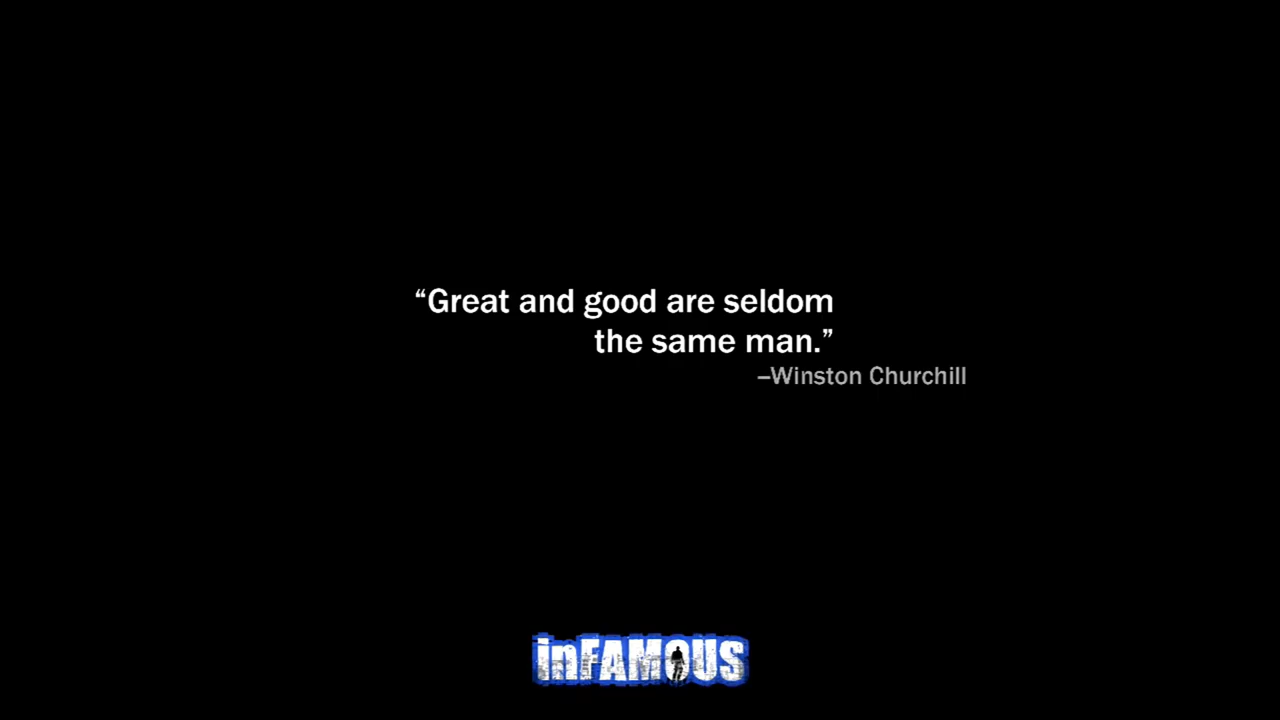 “Great and good are seldom
the same man.”
–Winston Churchill
inFAMOUS